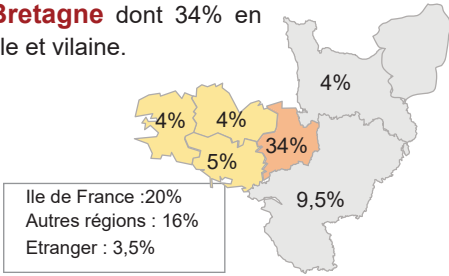 Bretagne dont 34% en
lle et vilaine.
4%
4%
4%
34%
5%
9,5%
Ile de France :20%
Autres régions : 16%
Etranger : 3,5%